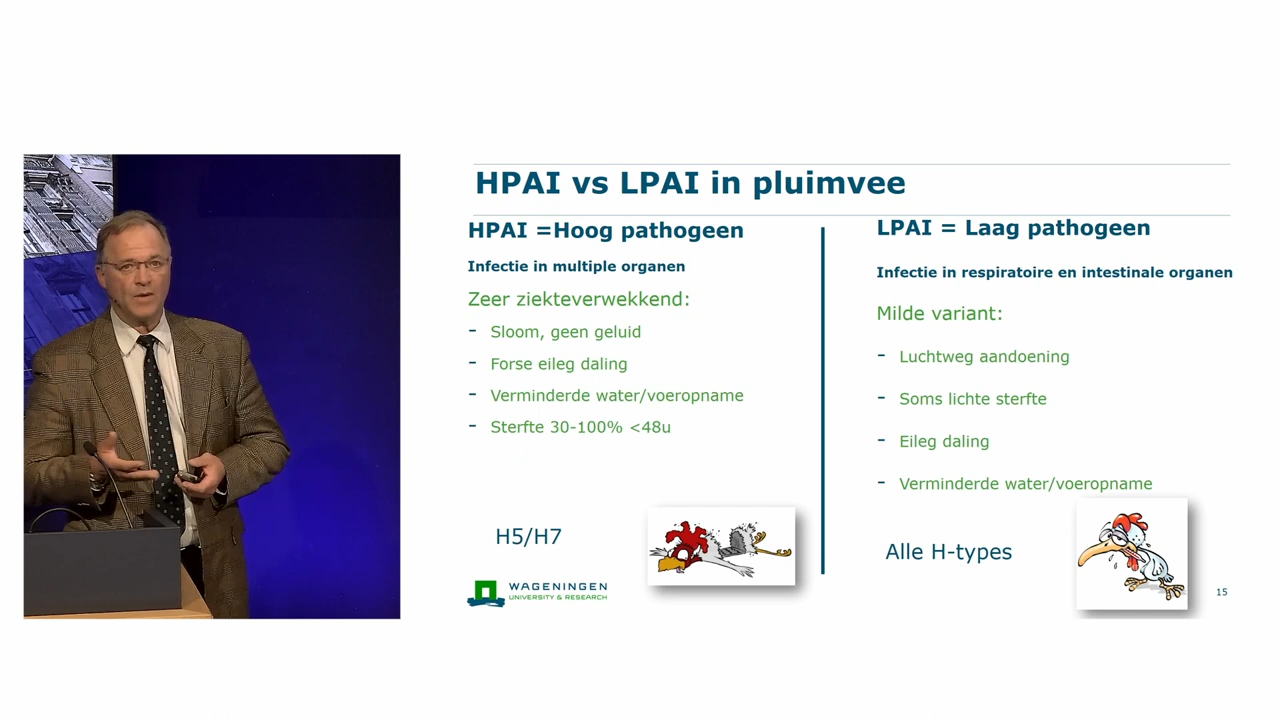 HPAI vs LPAI in pluimvee
HPAI =Hoog pathogeen
Infectie in multiple organen
Zeer ziekteverwekkend:
- Sloom, geen geluid
- Forse eileg daling
- Verminderde water/voeropname
- Sterfte 30-100% <48u
H5/H7
WAGENINGEN
UNIVERSITY & RESEARCH
LPAI = Laag pathogeen
Infectie in respiratoire en intestinale organen
Milde variant:
- Luchtweg aandoening
- Soms lichte sterfte
- Eileg daling
- Verminderde water/voeropname
Alle H-types
15